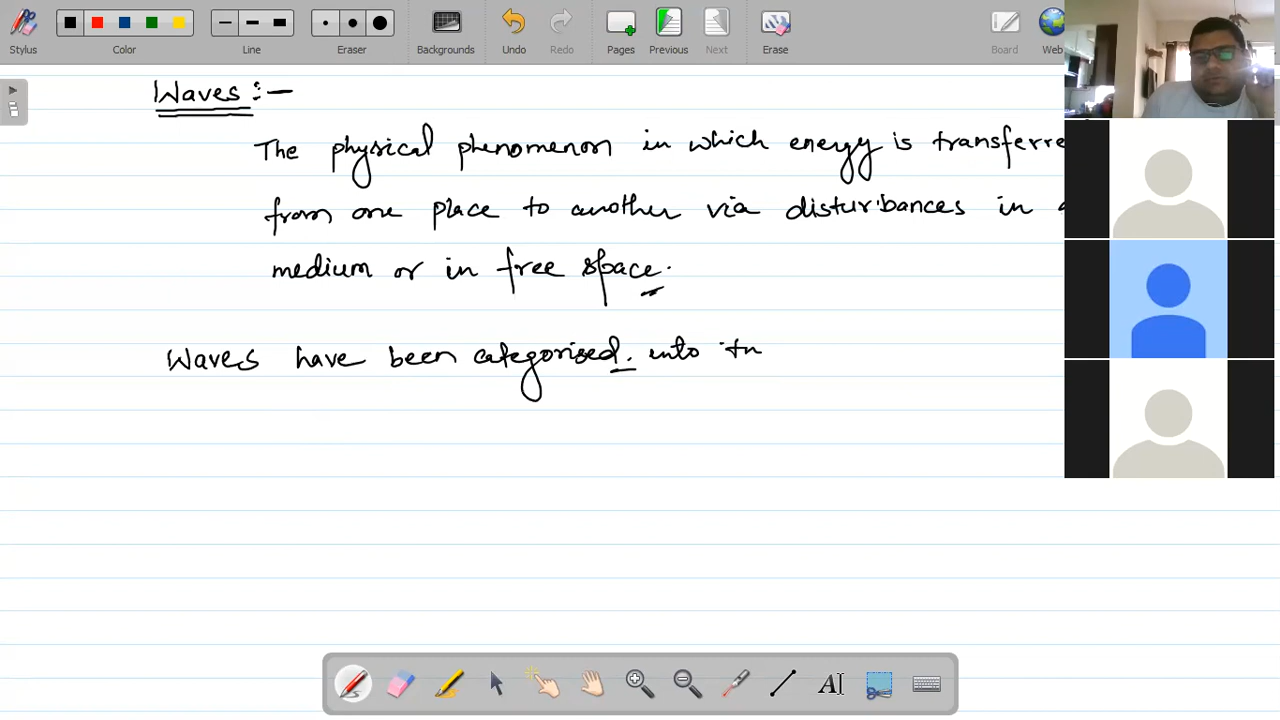 Stylus Color Line Eraser Backgrounds Undo Redo Pages Previous Next Erase Board Web
Waves :-
The physical phenomenon in which energy is transferre
from one place to another via disturbances in a
medium or in free space.
Waves have been categorised. into tw